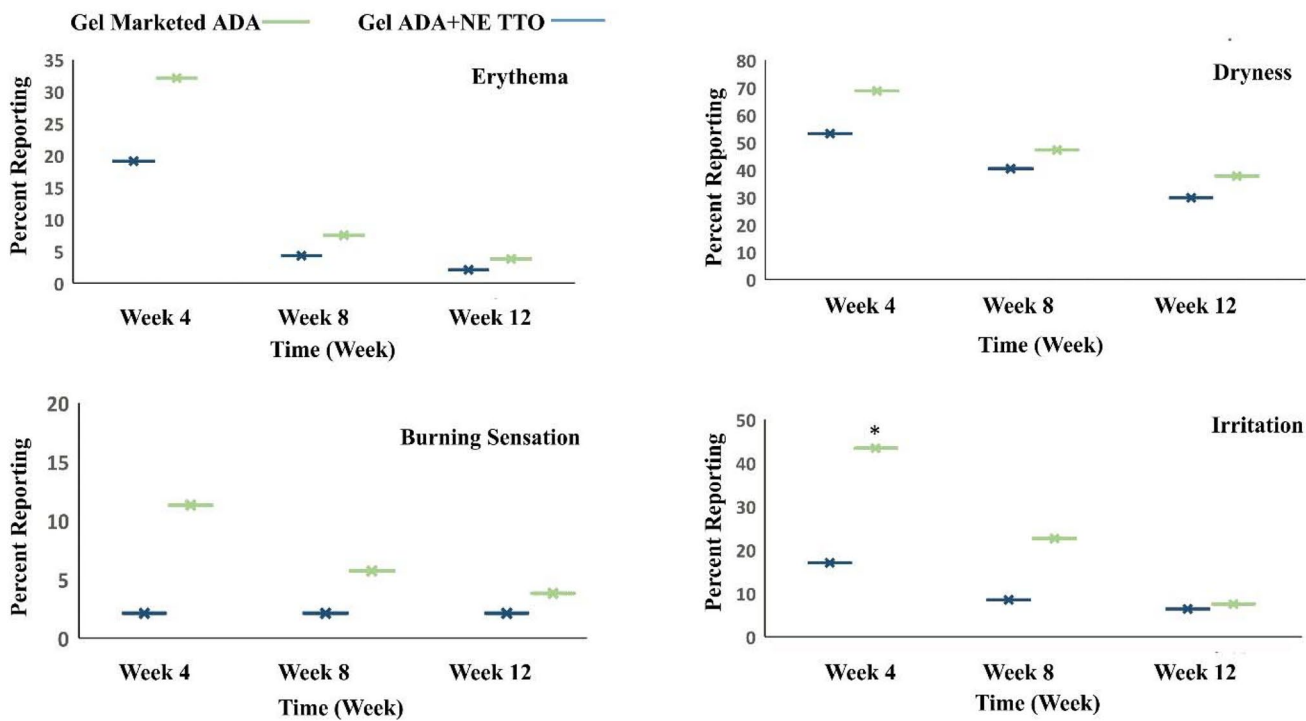 Gel Marketed ADA
Gel ADA+NE TTO
Erythema
Percent Reporting
35
30
25
20
15
10
5
0
Week 4
Week 8
Week 12
Time (Week)
Dryness
Percent Reporting
80
70
60
50
40
30
20
10
0
Week 4
Week 8
Week 12
Time (Week)
Burning Sensation
Percent Reporting
20
15
10
5
0
Week 4
Week 8
Week 12
Time (Week)
Irritation
Percent Reporting
50
40
30
20
10
0
*
Week 4
Week 8
Week 12
Time (Week)